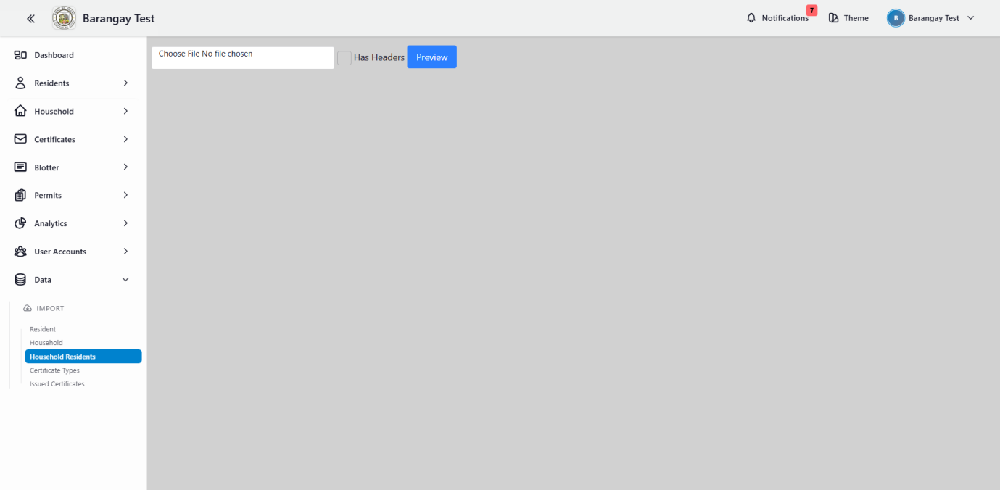 Barangay Test
Notifications 7
Theme
B Barangay Test
Dashboard
Residents
Household
Certificates
Blotter
Permits
Analytics
User Accounts
Data
IMPORT
Resident
Household
Household Residents
Certificate Types
Issued Certificates
Choose File No file chosen
Has Headers
Preview